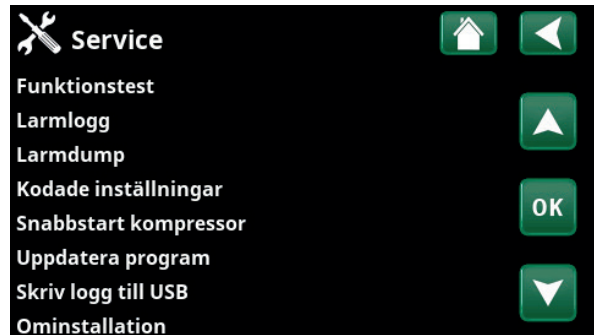 Service
Funktionstest
Larmlogg
Larmdump
Kodade inställningar
Snabbstart kompressor
OK
Uppdatera program
Skriv logg till USB
Ominstallation